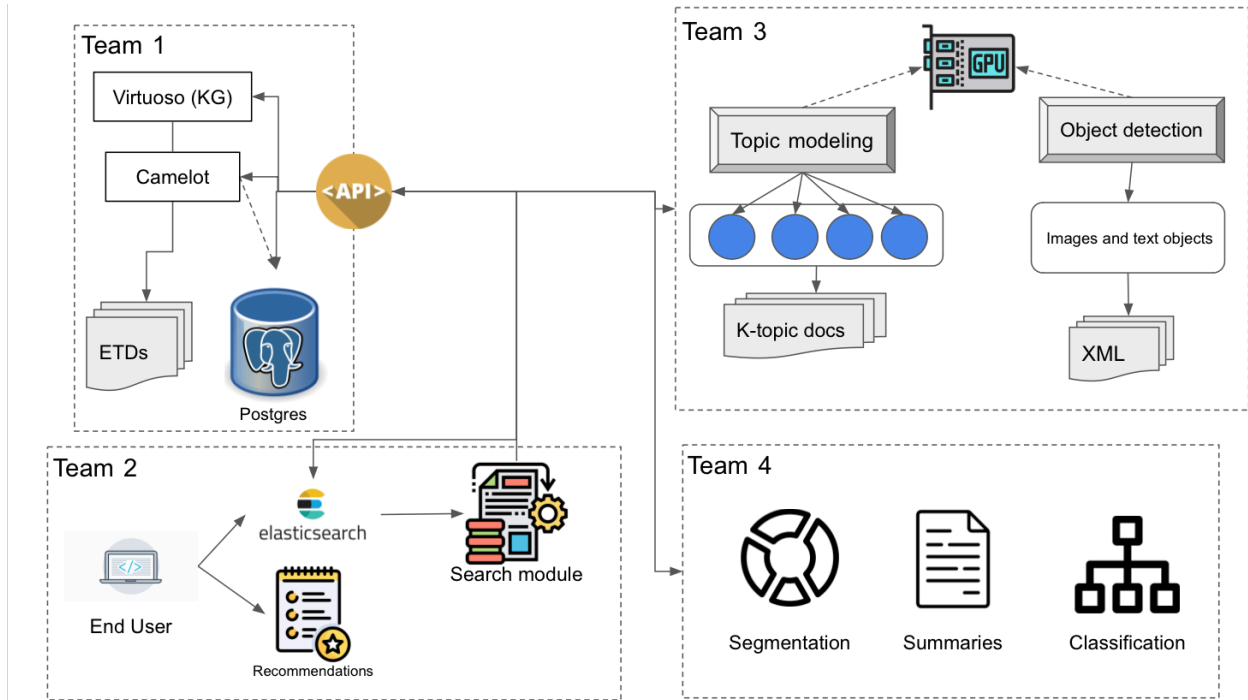 Team 1
Virtuoso (KG)
Camelot
<API>
ETDs
Postgres
Team 3
GPU
Topic modeling
Object detection
Images and text objects
K-topic docs
XML
Team 2
elasticsearch
</>
End User
Search module
Recommendations
Team 4
Segmentation
Summaries
Classification